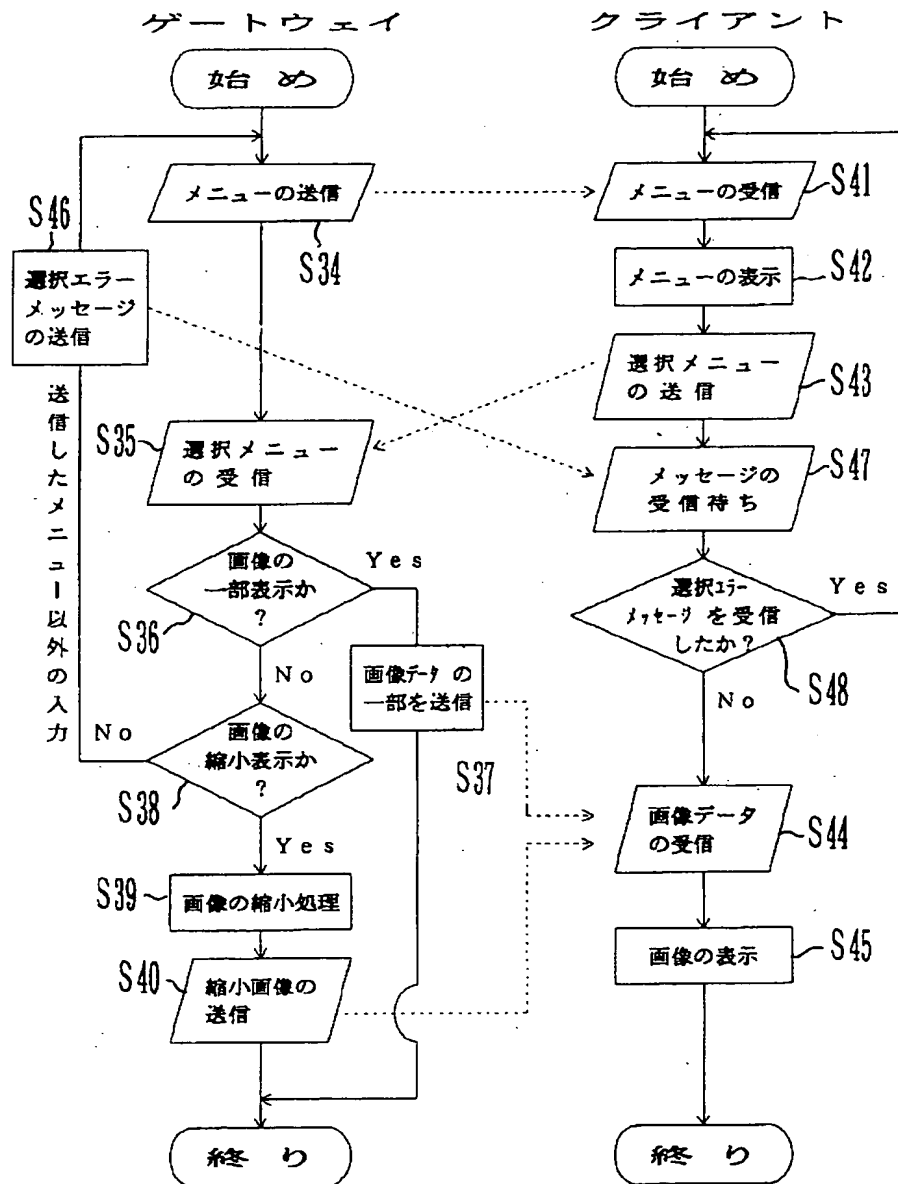 ゲートウェイ
クライアント
始め
始め
メニューの送信
S34
メニューの受信
S41
S46
選択エラー
メッセージ
の送信
メニューの表示
S42
選択メニュー
の送信
S43
送信したメニュー以外の入力
S35
選択メニュー
の受信
メッセージの
受信待ち
S47
画像の
一部表示か
?
Yes
S36
No
選択エラー
メッセージを受信
したか?
Yes
S48
No
画像データの
一部を送信
S37
No
画像の
縮小表示か
?
S38
Yes
画像データ
の受信
S44
S39
画像の縮小処理
画像の表示
S45
S40
縮小画像の
送信
終り
終り